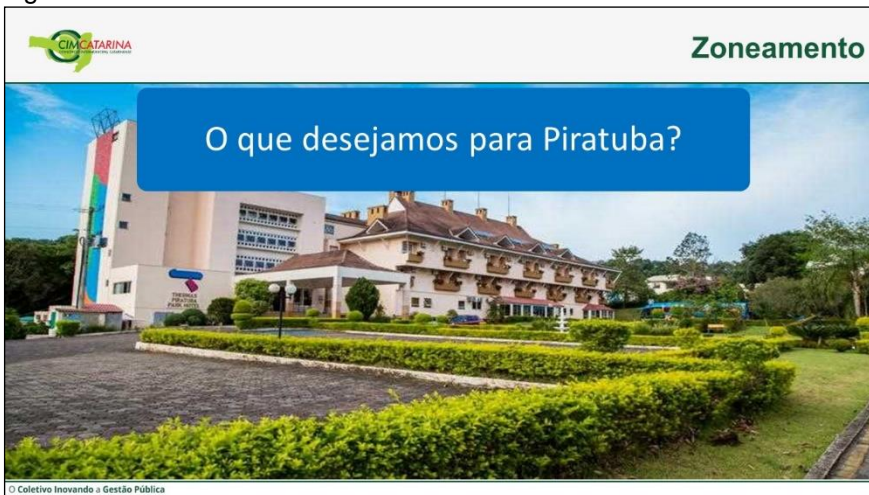 CIMCATARINA
Zoneamento
O que desejamos para Piratuba?
THERMAS
PIRATUBA
PARK HOTEL
O Coletivo Inovando a Gestão Pública